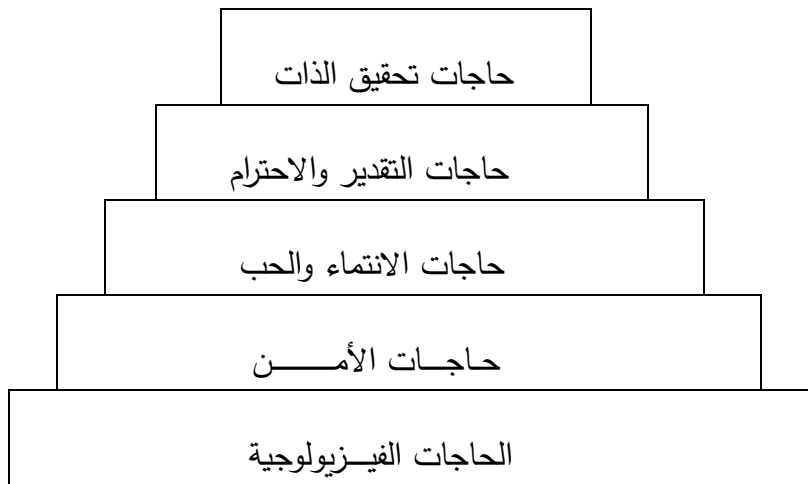 حاجات تحقيق الذات
حاجات التقدير والاحترام
حاجات الانتماء والحب
حـاجــات الأمـــــن
الحاجات الفيــزيولوجية